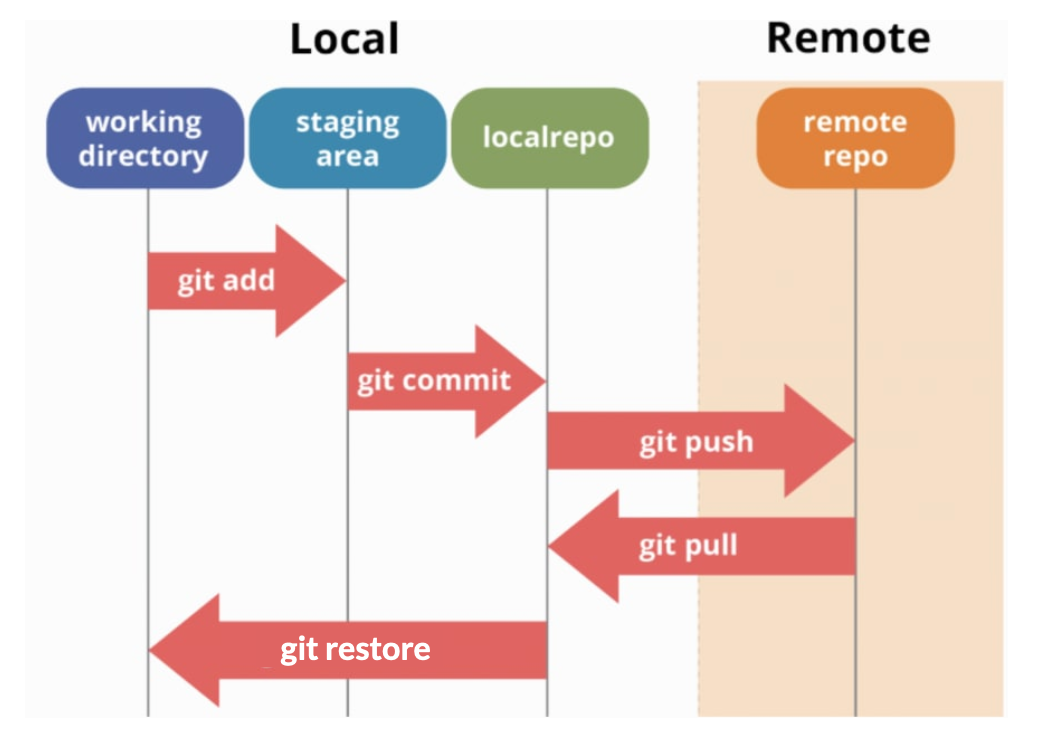 Local
Remote
working
directory
staging
area
localrepo
remote
repo
git add
git commit
git push
git pull
git restore